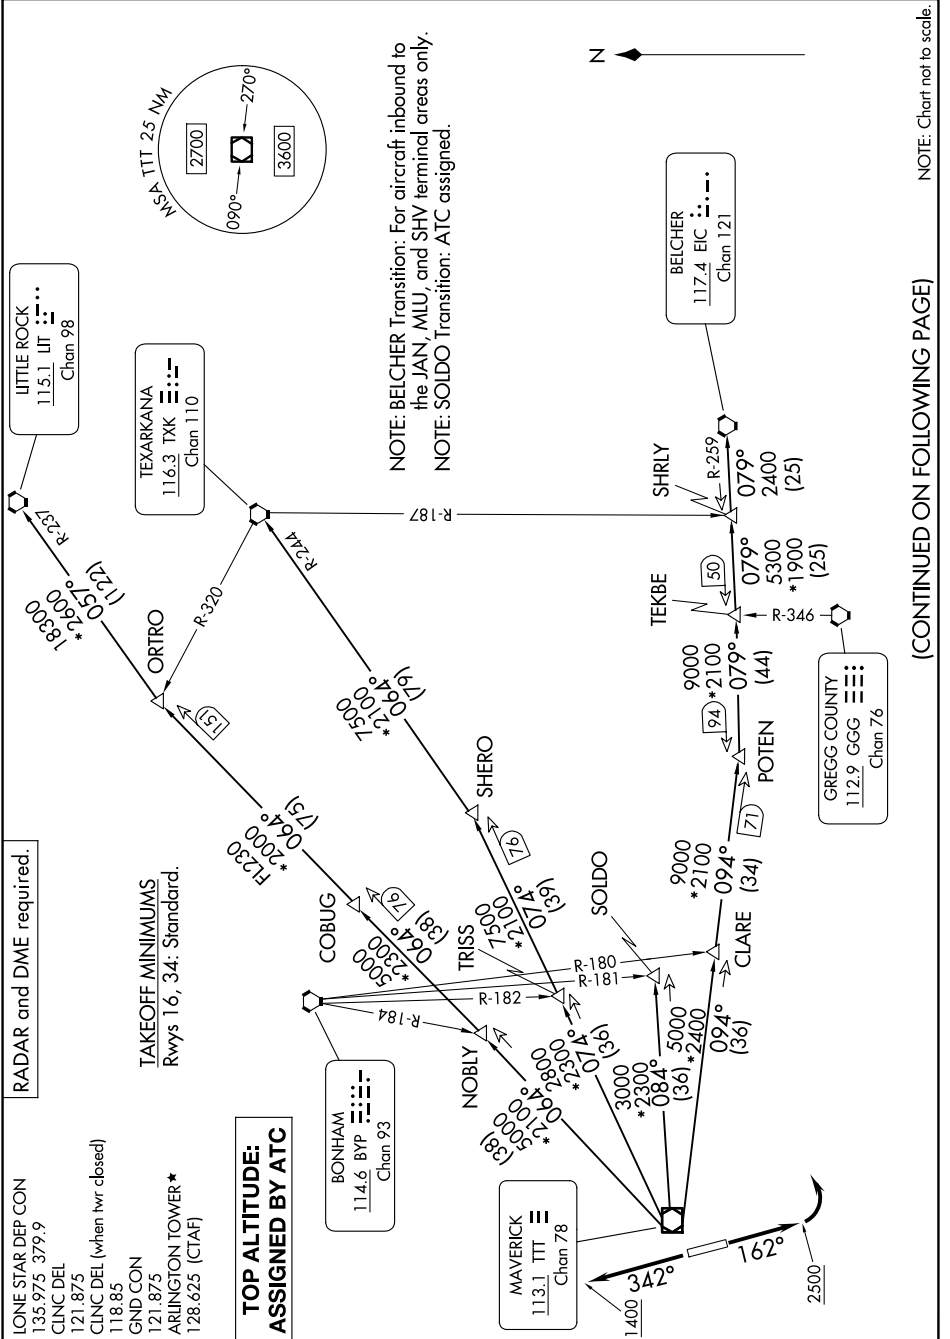 LONE STAR DEP CON
135.975 379.9
CLNC DEL
121.875
CLNC DEL (when twr closed)
118.85
GND CON
121.875
ARLINGTON TOWER★
128.625 (CTAF)
RADAR and DME required.
TAKEOFF MINIMUMS
Rwys 16, 34: Standard.
TOP ALTITUDE:
ASSIGNED BY ATC
LITTLE ROCK
115.1 LIT
Chan 98
TEXARKANA
116.3 TXK
Chan 110
MSA TTT 25 NM
2700
090°
270°
3600
R-237
18300
*2600
057°
(122)
ORTRO
R-320
151
FL230
*2000
064°
(75)
COBUG
76
5000
*2300
064°
(38)
NOBLY
5000
*2100
064°
(38)
R-244
7500
*2100
064°
(79)
SHERO
76
7500
*2100
074°
(39)
TRISS
2800
*2300
074°
(36)
BONHAM
114.6 BYP
Chan 93
R-184
R-182
R-181
R-180
R-187
NOTE: BELCHER Transition: For aircraft inbound to
the JAN, MLU, and SHV terminal areas only.
NOTE: SOLDO Transition: ATC assigned.
N
SOLDO
3000
*2300
084°
(36)
5000
*2400
094°
(36)
CLARE
9000
*2100
094°
(34)
71
POTEN
94
9000
*2100
079°
(44)
TEKBE
50
R-346
079°
5300
*1900
(25)
SHRLY
R-259
079°
2400
(25)
BELCHER
117.4 EIC
Chan 121
GREGG COUNTY
112.9 GGG
Chan 76
MAVERICK
113.1 TTT
Chan 78
342°
1400
162°
2500
NOTE: Chart not to scale.
(CONTINUED ON FOLLOWING PAGE)